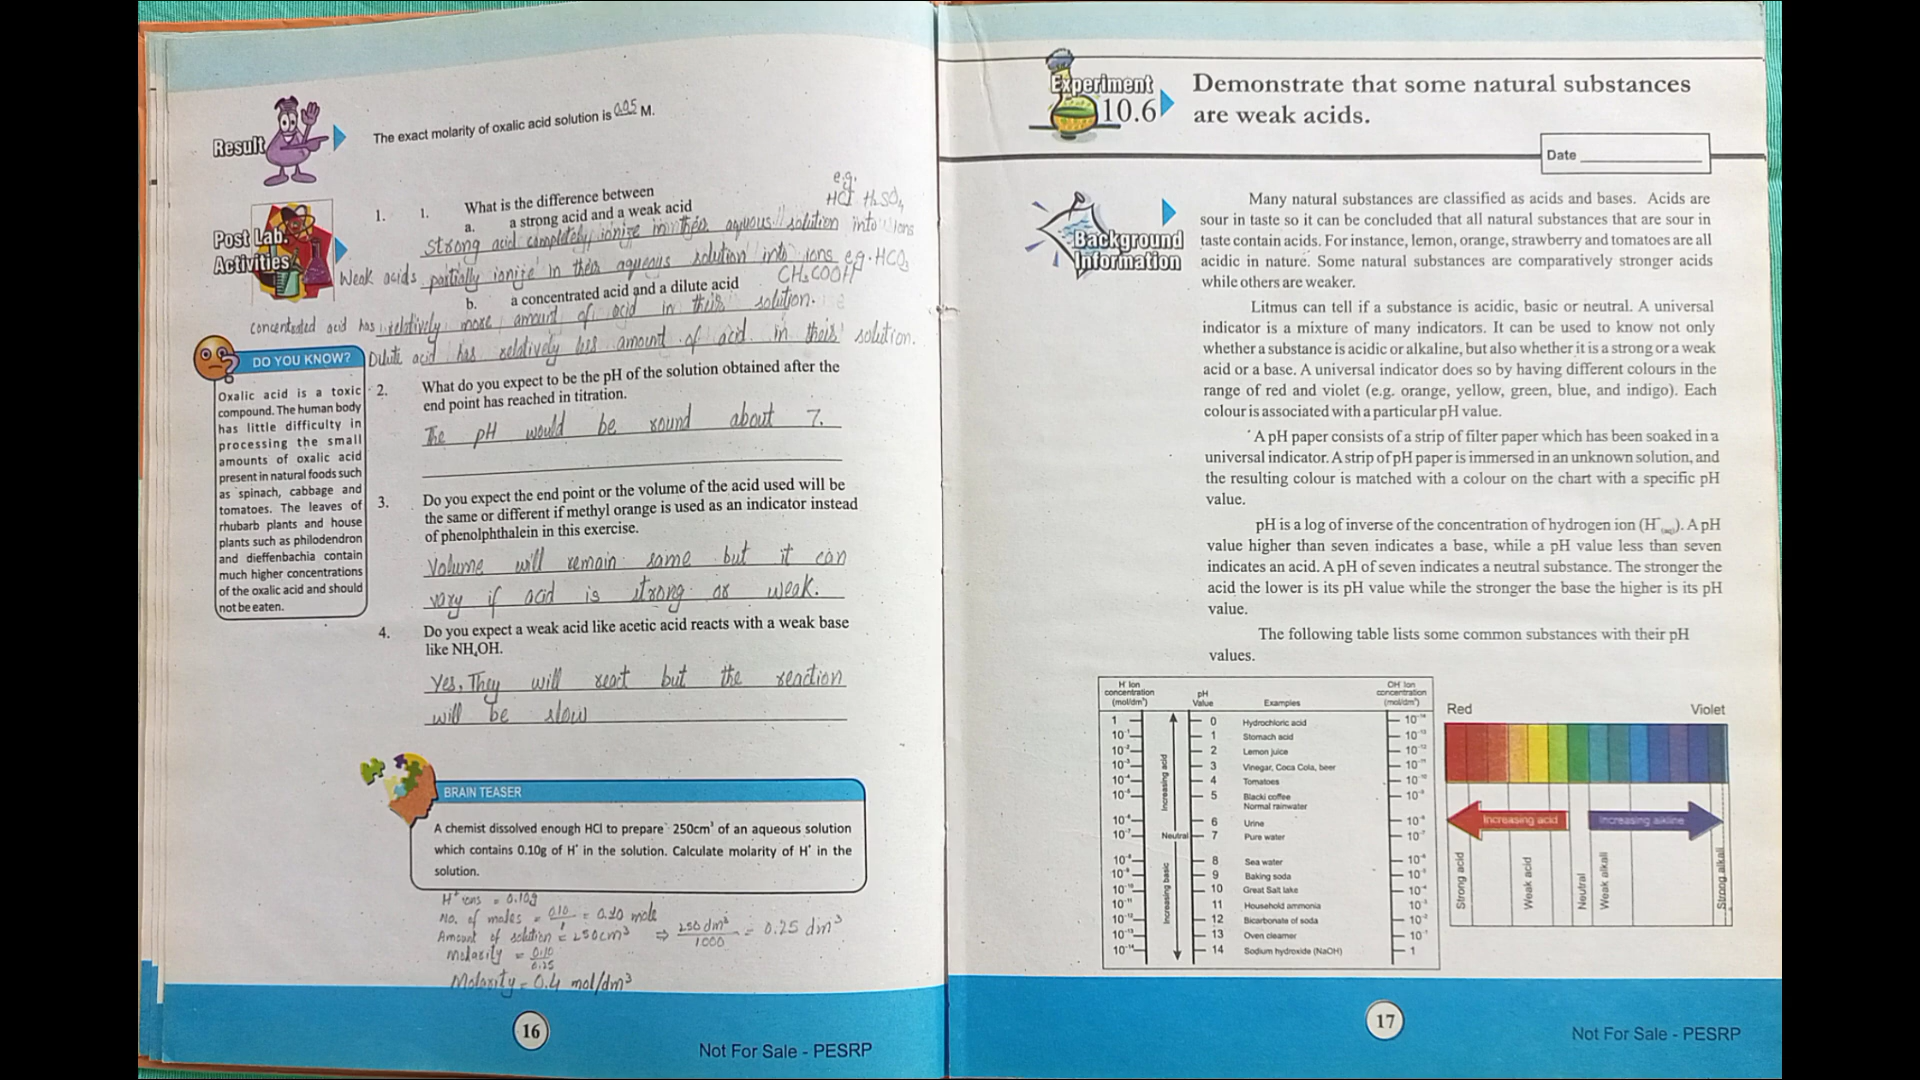 Result
The exact molarity of oxalic acid solution is 0.05 M.
Post Lab.
Activities
1. 1. What is the difference between
a. a strong acid and a weak acid
e.g.
HCl H₂SO₄
Strong acid completely ionize in their aqueous solution into ions
Weak acids partially ionize in their aqueous solution into ions e.g. HCO₃
CH₃COOH
b. a concentrated acid and a dilute acid
concentrated acid has relatively more amount of acid in their solution.
Dilute acid has relatively les amount of acid in their solution.
DO YOU KNOW?
Oxalic acid is a toxic
compound. The human body
has little difficulty in
processing the small
amounts of oxalic acid
present in natural foods such
as spinach, cabbage and
tomatoes. The leaves of
rhubarb plants and house
plants such as philodendron
and dieffenbachia contain
much higher concentrations
of the oxalic acid and should
not be eaten.
2. What do you expect to be the pH of the solution obtained after the
end point has reached in titration.
The pH would be round about 7.
3. Do you expect the end point or the volume of the acid used will be
the same or different if methyl orange is used as an indicator instead
of phenolphthalein in this exercise.
Volume will remain same but it can
vary if acid is strong or weak.
4. Do you expect a weak acid like acetic acid reacts with a weak base
like NH₄OH.
Yes, They will react but the reaction
will be slow
BRAIN TEASER
A chemist dissolved enough HCl to prepare 250cm³ of an aqueous solution
which contains 0.10g of H⁺ in the solution. Calculate molarity of H⁺ in the
solution.
H⁺ ions = 0.10g
No. of moles = 0.10/1 = 0.10 mole
Amount of solution = 250cm³ ⇒ 250 dm³/1000 = 0.25 dm³
Molarity = 0.10/0.25
Molarity = 0.4 mol/dm³
16
Not For Sale - PESRP
Experiment
10.6
Demonstrate that some natural substances
are weak acids.
Date
Background
Information
Many natural substances are classified as acids and bases. Acids are
sour in taste so it can be concluded that all natural substances that are sour in
taste contain acids. For instance, lemon, orange, strawberry and tomatoes are all
acidic in nature. Some natural substances are comparatively stronger acids
while others are weaker.
Litmus can tell if a substance is acidic, basic or neutral. A universal
indicator is a mixture of many indicators. It can be used to know not only
whether a substance is acidic or alkaline, but also whether it is a strong or a weak
acid or a base. A universal indicator does so by having different colours in the
range of red and violet (e.g. orange, yellow, green, blue, and indigo). Each
colour is associated with a particular pH value.
A pH paper consists of a strip of filter paper which has been soaked in a
universal indicator. A strip of pH paper is immersed in an unknown solution, and
the resulting colour is matched with a colour on the chart with a specific pH
value.
pH is a log of inverse of the concentration of hydrogen ion (H⁺(aq)). A pH
value higher than seven indicates a base, while a pH value less than seven
indicates an acid. A pH of seven indicates a neutral substance. The stronger the
acid the lower is its pH value while the stronger the base the higher is its pH
value.
The following table lists some common substances with their pH
values.
H Ion concentration (mol/dm³) pH Value Examples OH Ion concentration (mol/dm³)
1 0 Hydrochloric acid 10⁻¹⁴
10⁻¹ 1 Stomach acid 10⁻¹³
10⁻² 2 Lemon juice 10⁻¹²
10⁻³ 3 Vinegar, Coca Cola, beer 10⁻¹¹
10⁻⁴ 4 Tomatoes 10⁻¹⁰
5 Black coffee
Normal rainwater
6 Urine
10⁻⁷ Neutral 7 Pure water 10⁻⁷
8 Sea water
10⁻⁹ 9 Baking soda 10⁻⁵
10⁻¹⁰ 10 Great Salt lake 10⁻⁴
10⁻¹¹ 11 Household ammonia 10⁻³
10⁻¹² 12 Bicarbonate of soda 10⁻²
10⁻¹³ 13 Oven cleaner 10⁻¹
10⁻¹⁴ 14 Sodium hydroxide (NaOH) 1
Increasing acid
Increasing basic
Red Violet
Increasing acid Increasing alkline
Strong acid
Weak acid
Neutral
Weak alkali
Strong alkali
17
Not For Sale - PESRP